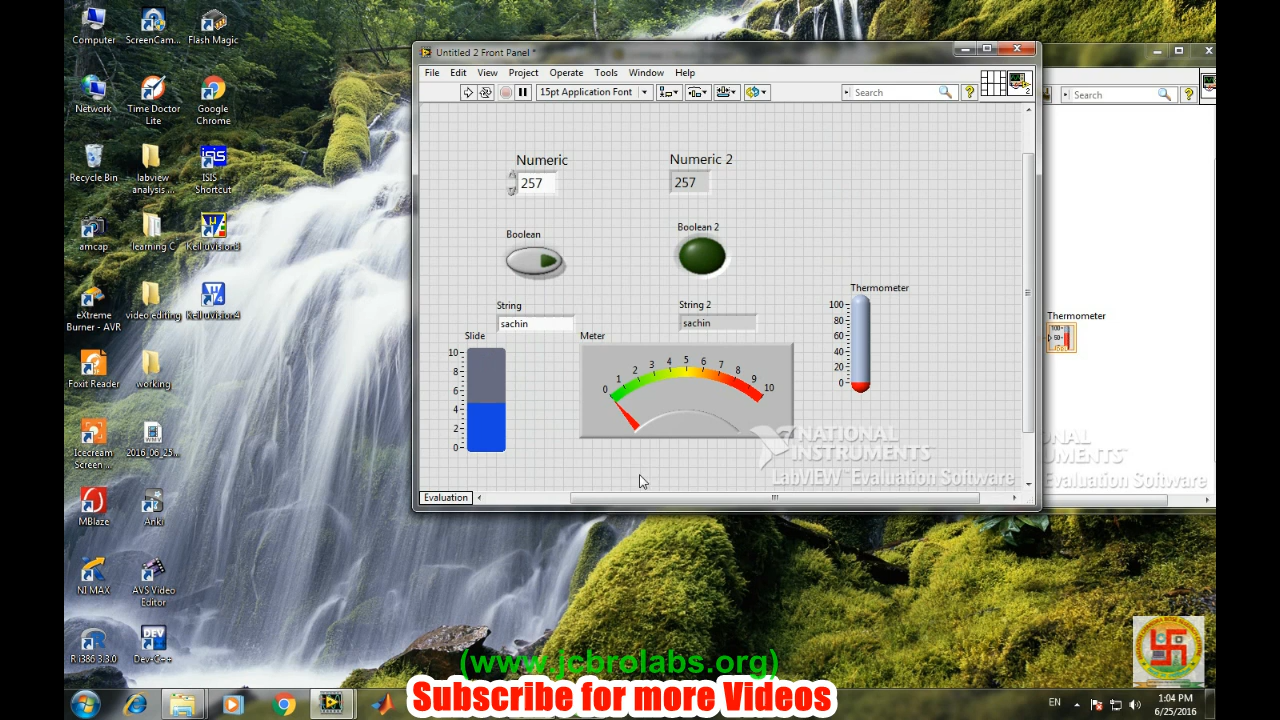 Computer
ScreenCam...
Flash Magic
Network
Time Doctor
Lite
Google
Chrome
Recycle Bin
labview
analysis ...
ISIS
Shortcut
amcap
learning C
Keil uVision3
eXtreme
Burner - AVR
video editing
Keil uVision4
Foxit Reader
working
Icecream
Screen ...
2016_06_25...
MBlaze
Anki
NI MAX
AVS Video
Editor
R i386 3.3.0
Dev-C++
Untitled 2 Front Panel *
File Edit View Project Operate Tools Window Help
15pt Application Font
Search
Search
Numeric
257
Numeric 2
257
Boolean
Boolean 2
String
sachin
String 2
sachin
Slide
10
8
6
4
2
0
Meter
0 1 2 3 4 5 6 7 8 9 10
Thermometer
100
80
60
40
20
0
Thermometer
NATIONAL
INSTRUMENTS
LabVIEW™ Evaluation Software
Evaluation
(www.jcbrolabs.org)
Subscribe for more Videos
EN
1:04 PM
6/25/2016